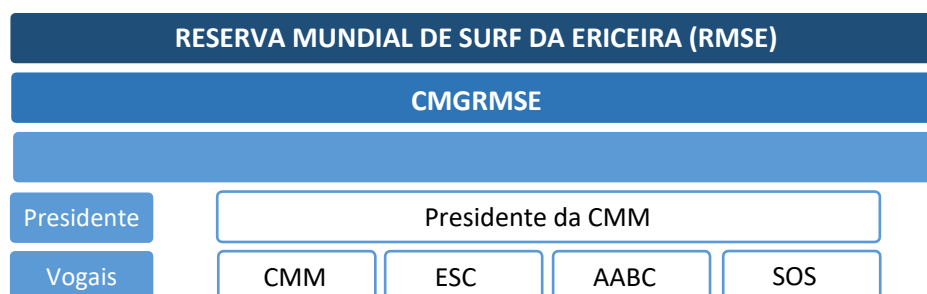 RESERVA MUNDIAL DE SURF DA ERICEIRA (RMSE)
CMGRMSE
Presidente Presidente da CMM
Vogais CMM ESC AABC SOS